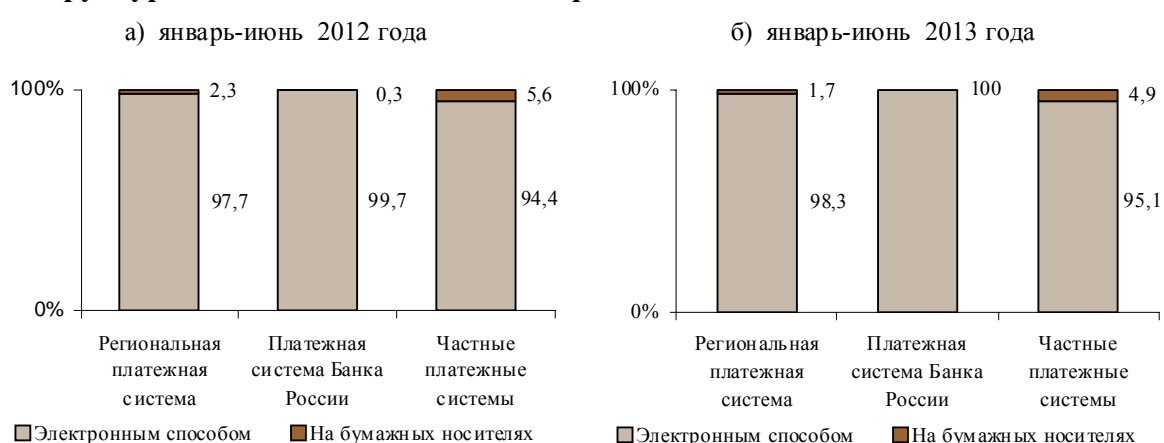 а) январь-июнь 2012 года
100%
0%
2,3
97,7
0,3
99,7
5,6
94,4
Региональная
платежная
система
Платежная
система Банка
России
Частные
платежные
системы
Электронным способом
На бумажных носителях
б) январь-июнь 2013 года
100%
0%
1,7
98,3
100
4,9
95,1
Региональная
платежная
система
Платежная
система Банка
России
Частные
платежные
системы
Электронным способом
На бумажных носителях